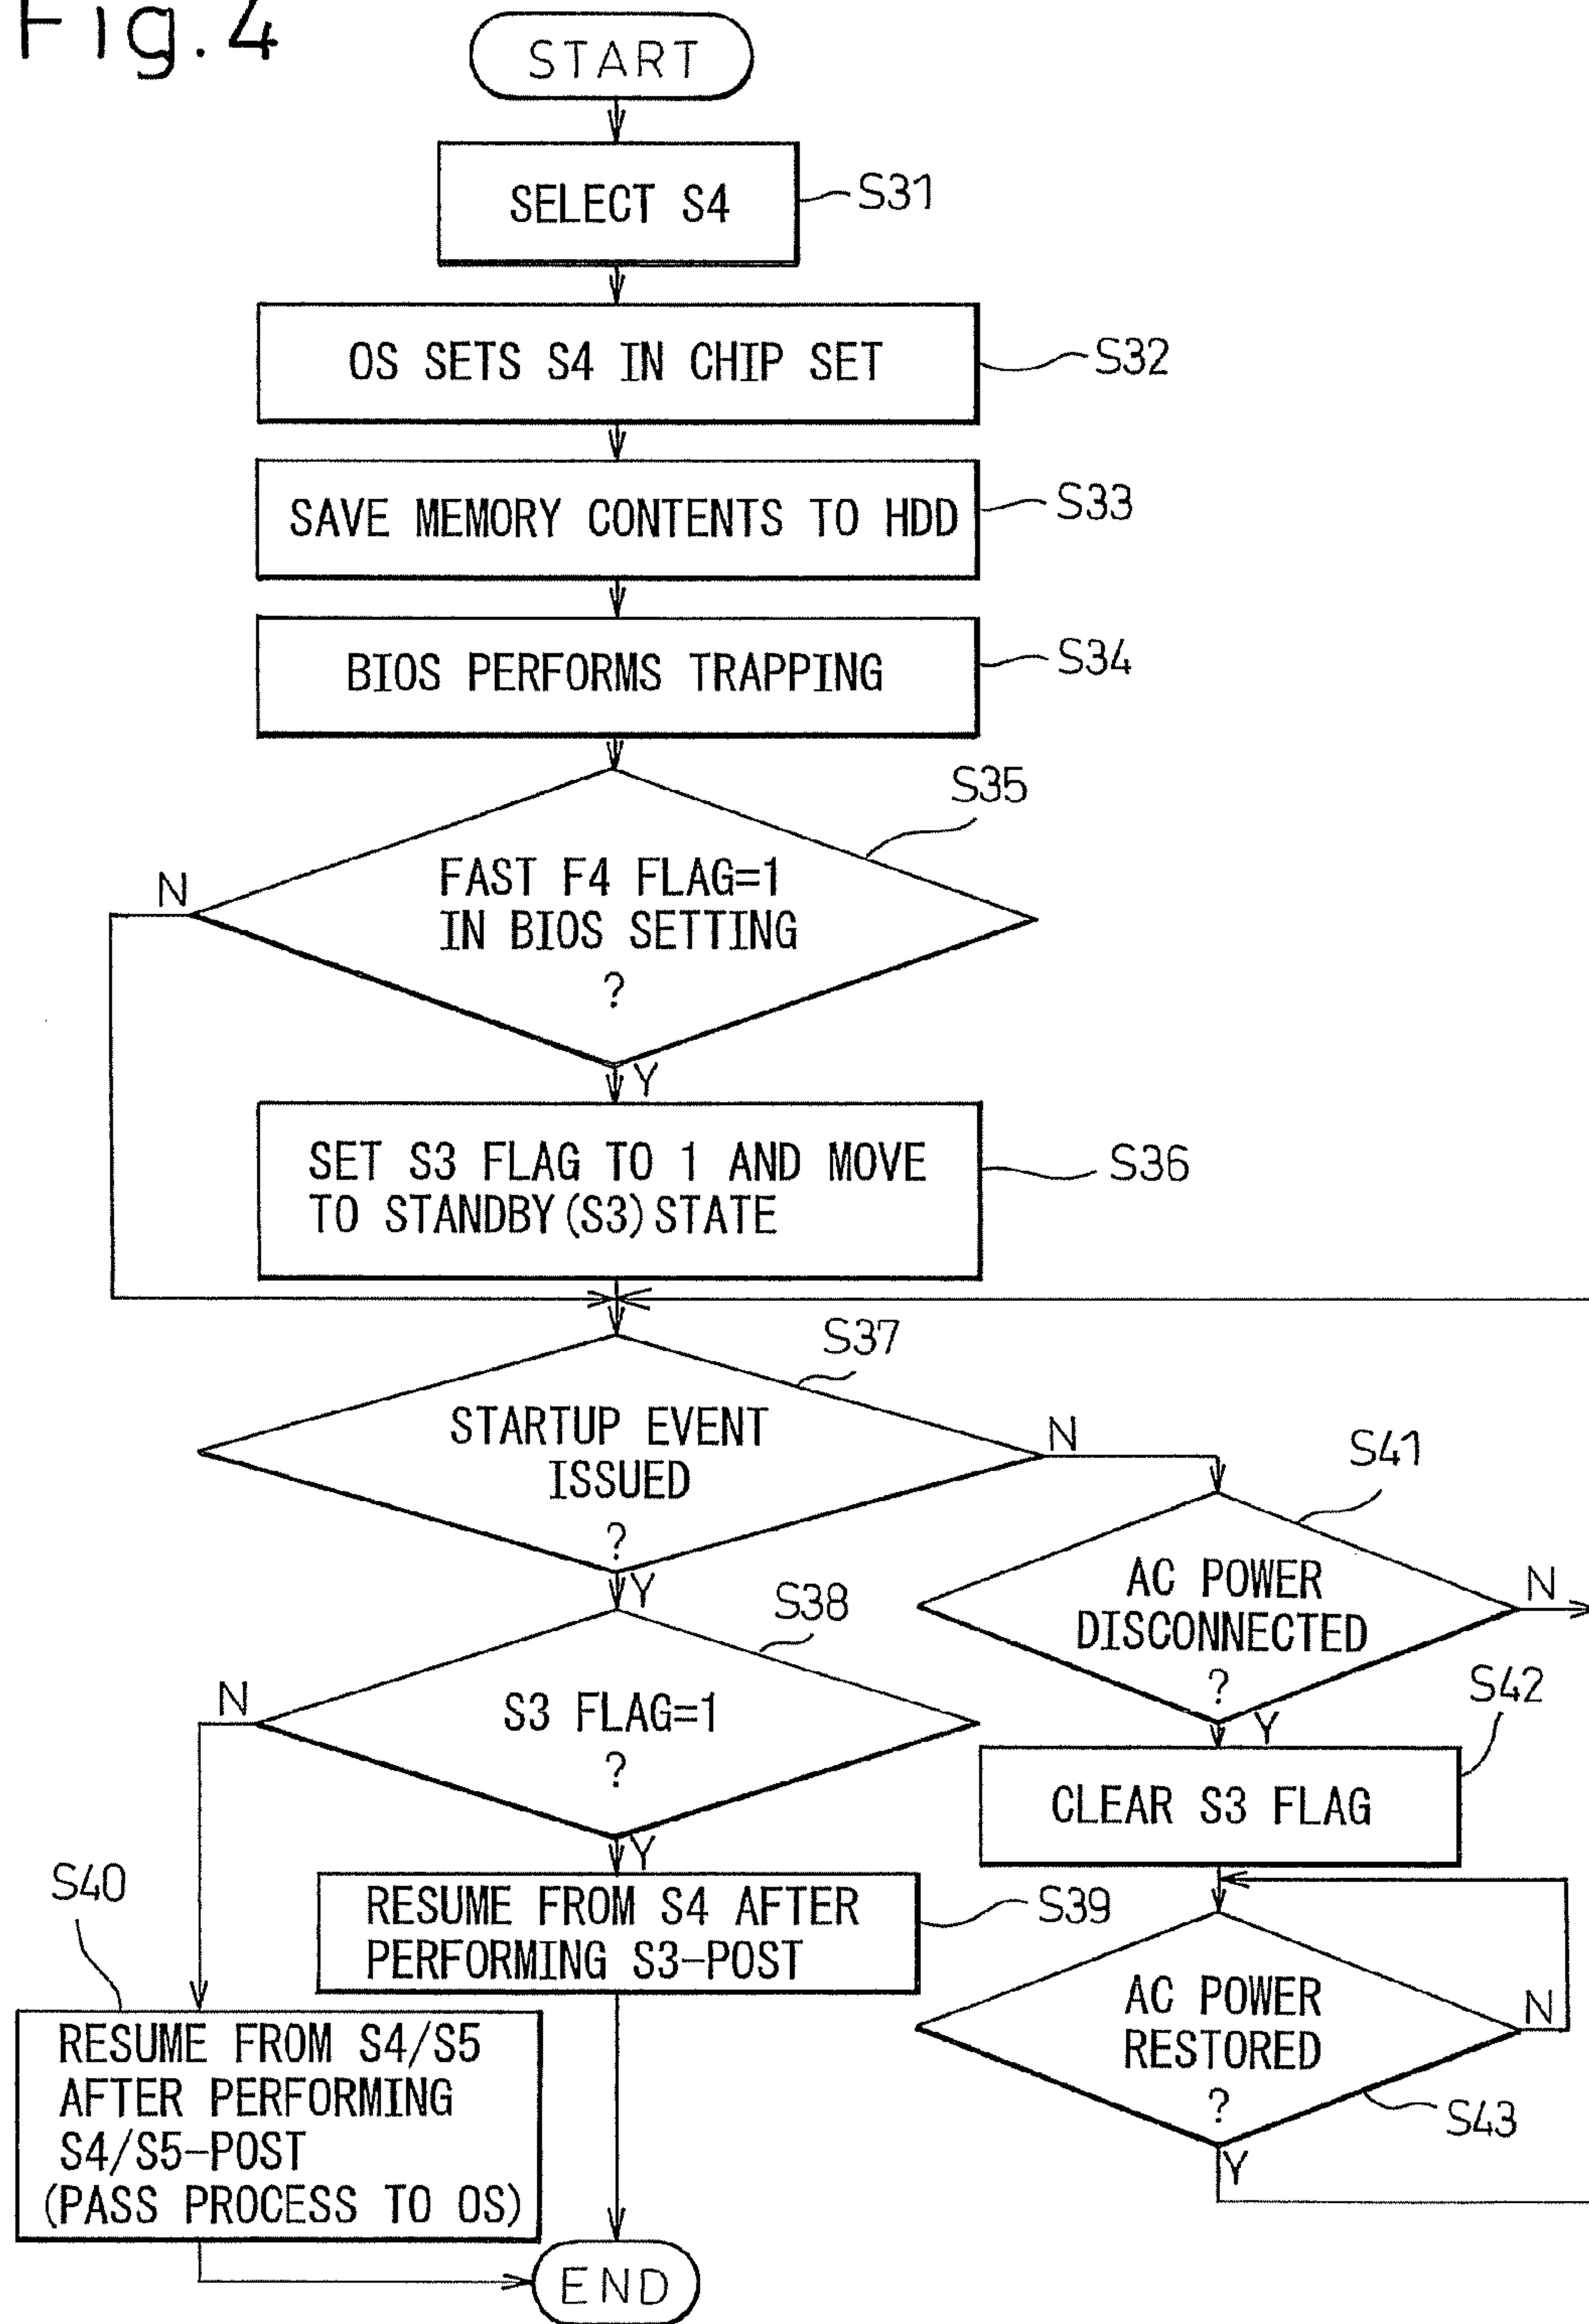 Fig. 4
START
SELECT S4
S31
OS SETS S4 IN CHIP SET
S32
SAVE MEMORY CONTENTS TO HDD
S33
BIOS PERFORMS TRAPPING
S34
S35
FAST F4 FLAG=1
IN BIOS SETTING
?
N
Y
SET S3 FLAG TO 1 AND MOVE
TO STANDBY(S3)STATE
S36
S37
STARTUP EVENT
ISSUED
?
N
Y
S41
AC POWER
DISCONNECTED
?
N
Y
S38
S3 FLAG=1
?
N
Y
S42
CLEAR S3 FLAG
S40
RESUME FROM S4 AFTER
PERFORMING S3-POST
S39
AC POWER
RESTORED
?
N
Y
S43
RESUME FROM S4/S5
AFTER PERFORMING
S4/S5-POST
(PASS PROCESS TO OS)
END